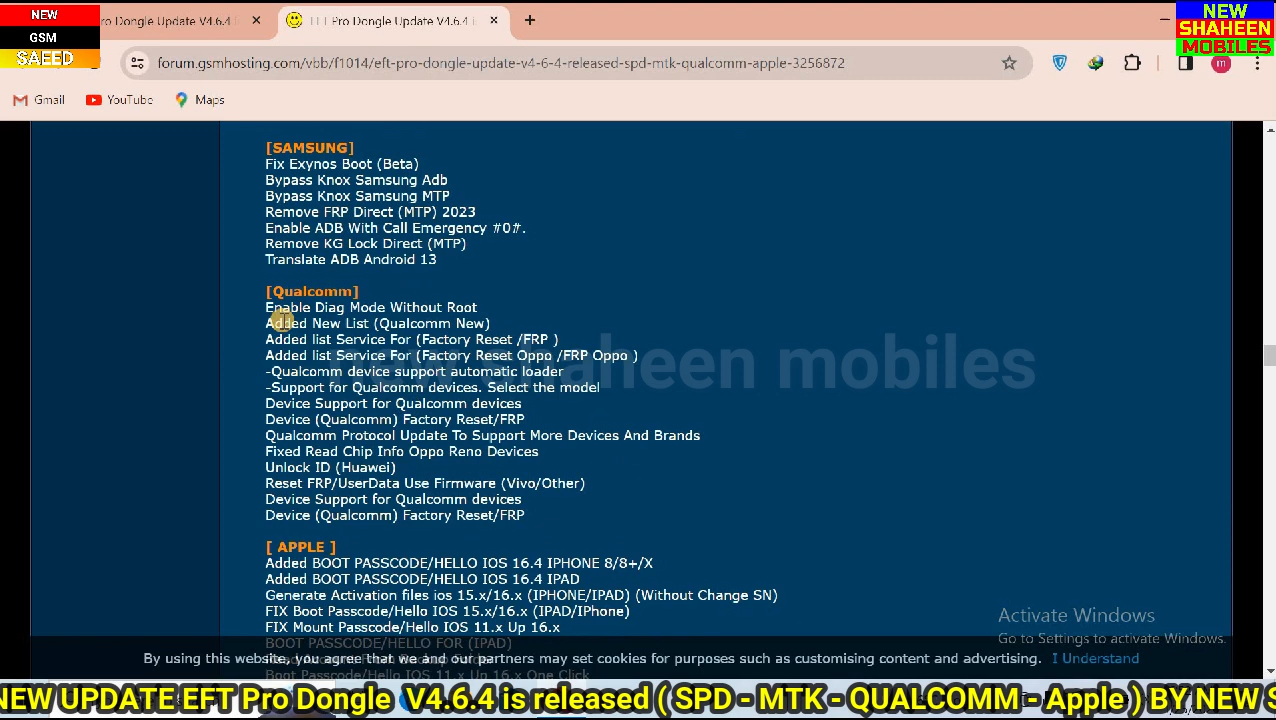 NEW
GSM
SAEED
ro Dongle Update V4.6.4 i
EFT Pro Dongle Update V4.6.4 i
NEW
SHAHEEN
MOBILES
forum.gsmhosting.com/vbb/f1014/eft-pro-dongle-update-v4-6-4-released-spd-mtk-qualcomm-apple-3256872
m
Gmail
YouTube
Maps
[SAMSUNG]
Fix Exynos Boot (Beta)
Bypass Knox Samsung Adb
Bypass Knox Samsung MTP
Remove FRP Direct (MTP) 2023
Enable ADB With Call Emergency #0#.
Remove KG Lock Direct (MTP)
Translate ADB Android 13
[Qualcomm]
Enable Diag Mode Without Root
Added New List (Qualcomm New)
Added list Service For (Factory Reset /FRP )
Added list Service For (Factory Reset Oppo /FRP Oppo )
-Qualcomm device support automatic loader
-Support for Qualcomm devices. Select the model
Device Support for Qualcomm devices
Device (Qualcomm) Factory Reset/FRP
Qualcomm Protocol Update To Support More Devices And Brands
Fixed Read Chip Info Oppo Reno Devices
Unlock ID (Huawei)
Reset FRP/UserData Use Firmware (Vivo/Other)
Device Support for Qualcomm devices
Device (Qualcomm) Factory Reset/FRP
shaheen mobiles
[ APPLE ]
Added BOOT PASSCODE/HELLO IOS 16.4 IPHONE 8/8+/X
Added BOOT PASSCODE/HELLO IOS 16.4 IPAD
Generate Activation files ios 15.x/16.x (IPHONE/IPAD) (Without Change SN)
FIX Boot Passcode/Hello IOS 15.x/16.x (IPAD/IPhone)
FIX Mount Passcode/Hello IOS 11.x Up 16.x
BOOT PASSCODE/HELLO FOR (IPAD)
Boot Passcode/Hello IOS 11.x Up 16.x One Click
Activate Windows
Go to Settings to activate Windows.
By using this website, you agree that we and our partners may set cookies for purposes such as customising content and advertising.
I Understand
NEW UPDATE EFT Pro Dongle V4.6.4 is released ( SPD - MTK - QUALCOMM - Apple ) BY NEW S